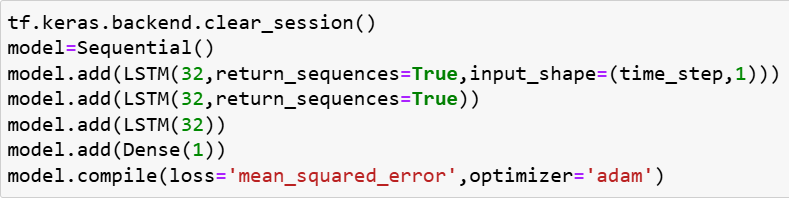 tf.keras.backend.clear_session()
model=Sequential()
model.add(LSTM(32,return_sequences=True,input_shape=(time_step,1)))
model.add(LSTM(32,return_sequences=True))
model.add(LSTM(32))
model.add(Dense(1))
model.compile(loss='mean_squared_error',optimizer='adam')